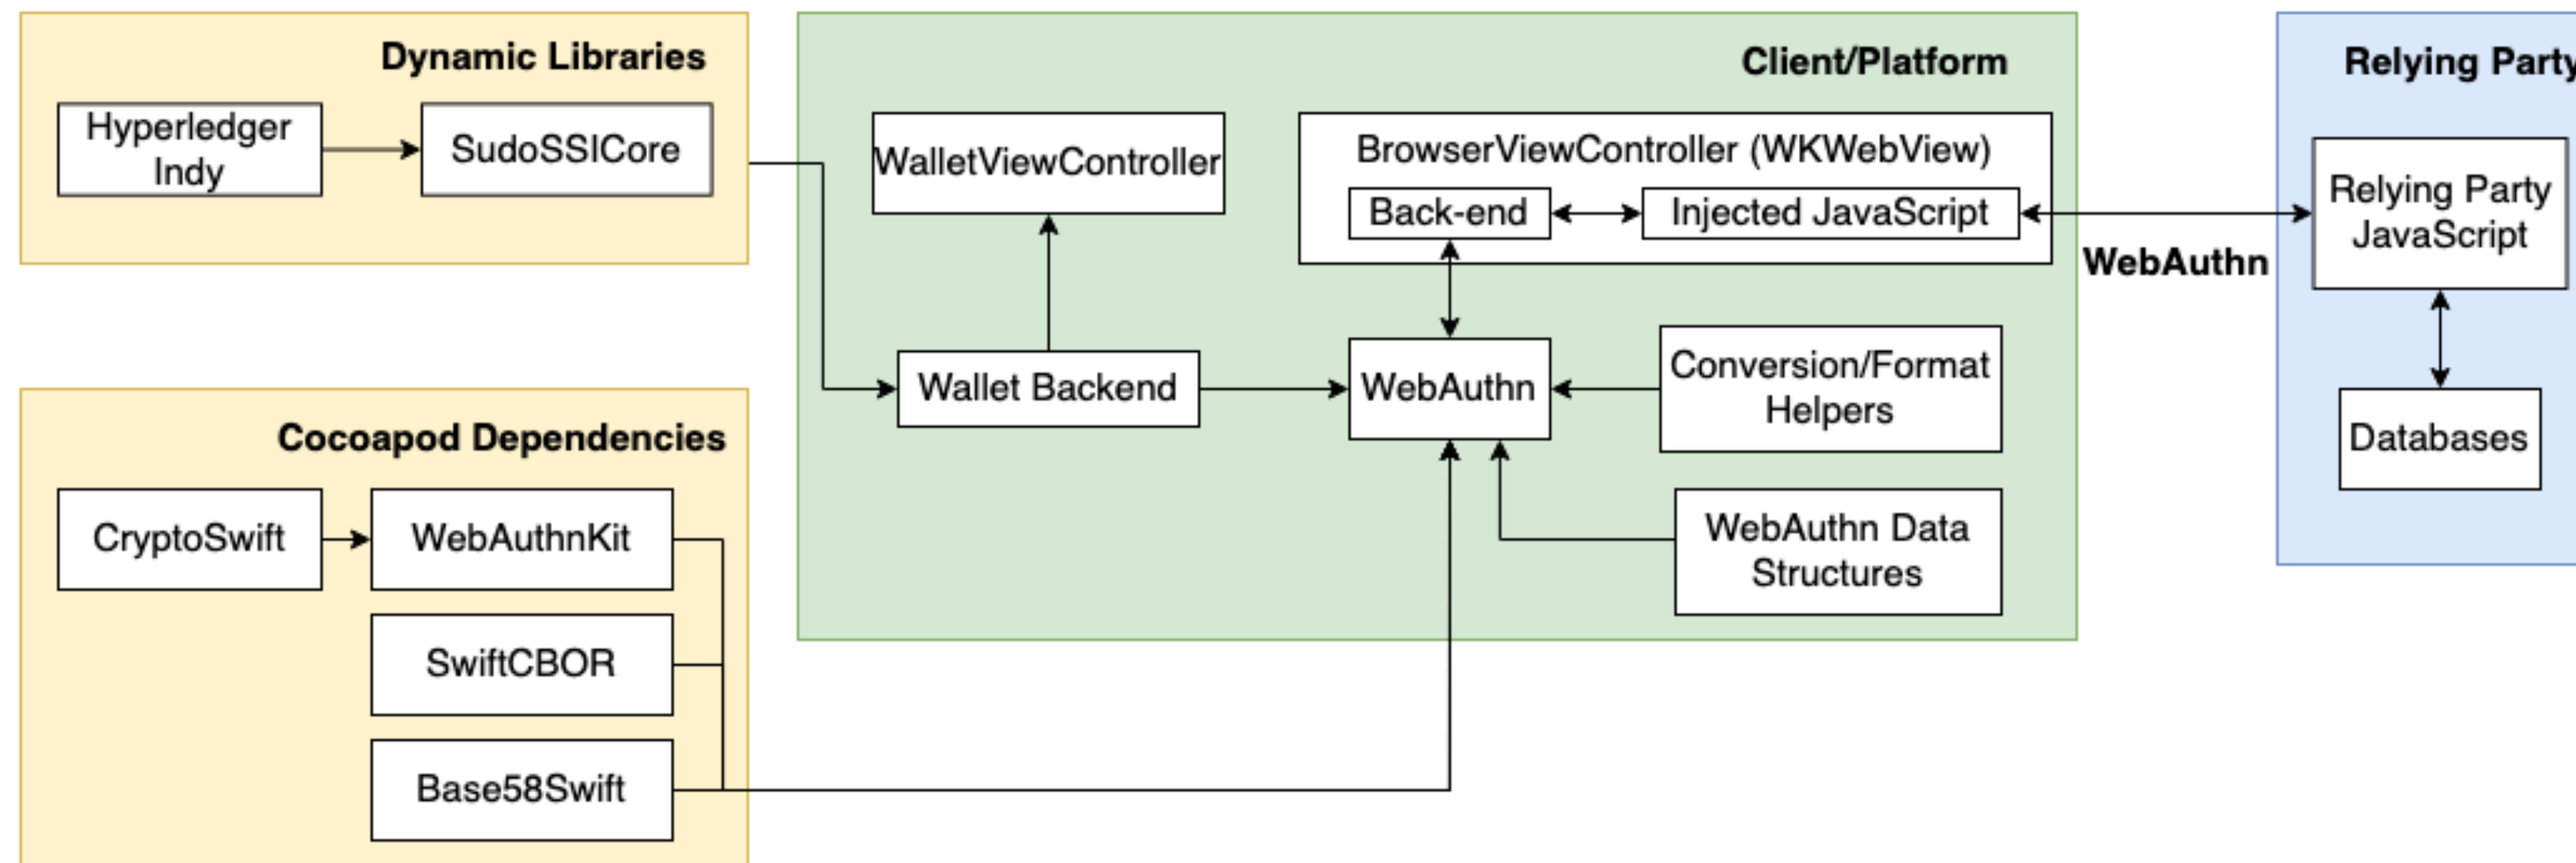 Dynamic Libraries
Hyperledger
Indy
SudoSSICore
Cocoapod Dependencies
CryptoSwift
WebAuthnKit
SwiftCBOR
Base58Swift
Client/Platform
WalletViewController
BrowserViewController (WKWebView)
Back-end
Injected JavaScript
Wallet Backend
WebAuthn
Conversion/Format
Helpers
WebAuthn Data
Structures
WebAuthn
Relying Party
Relying Party
JavaScript
Databases